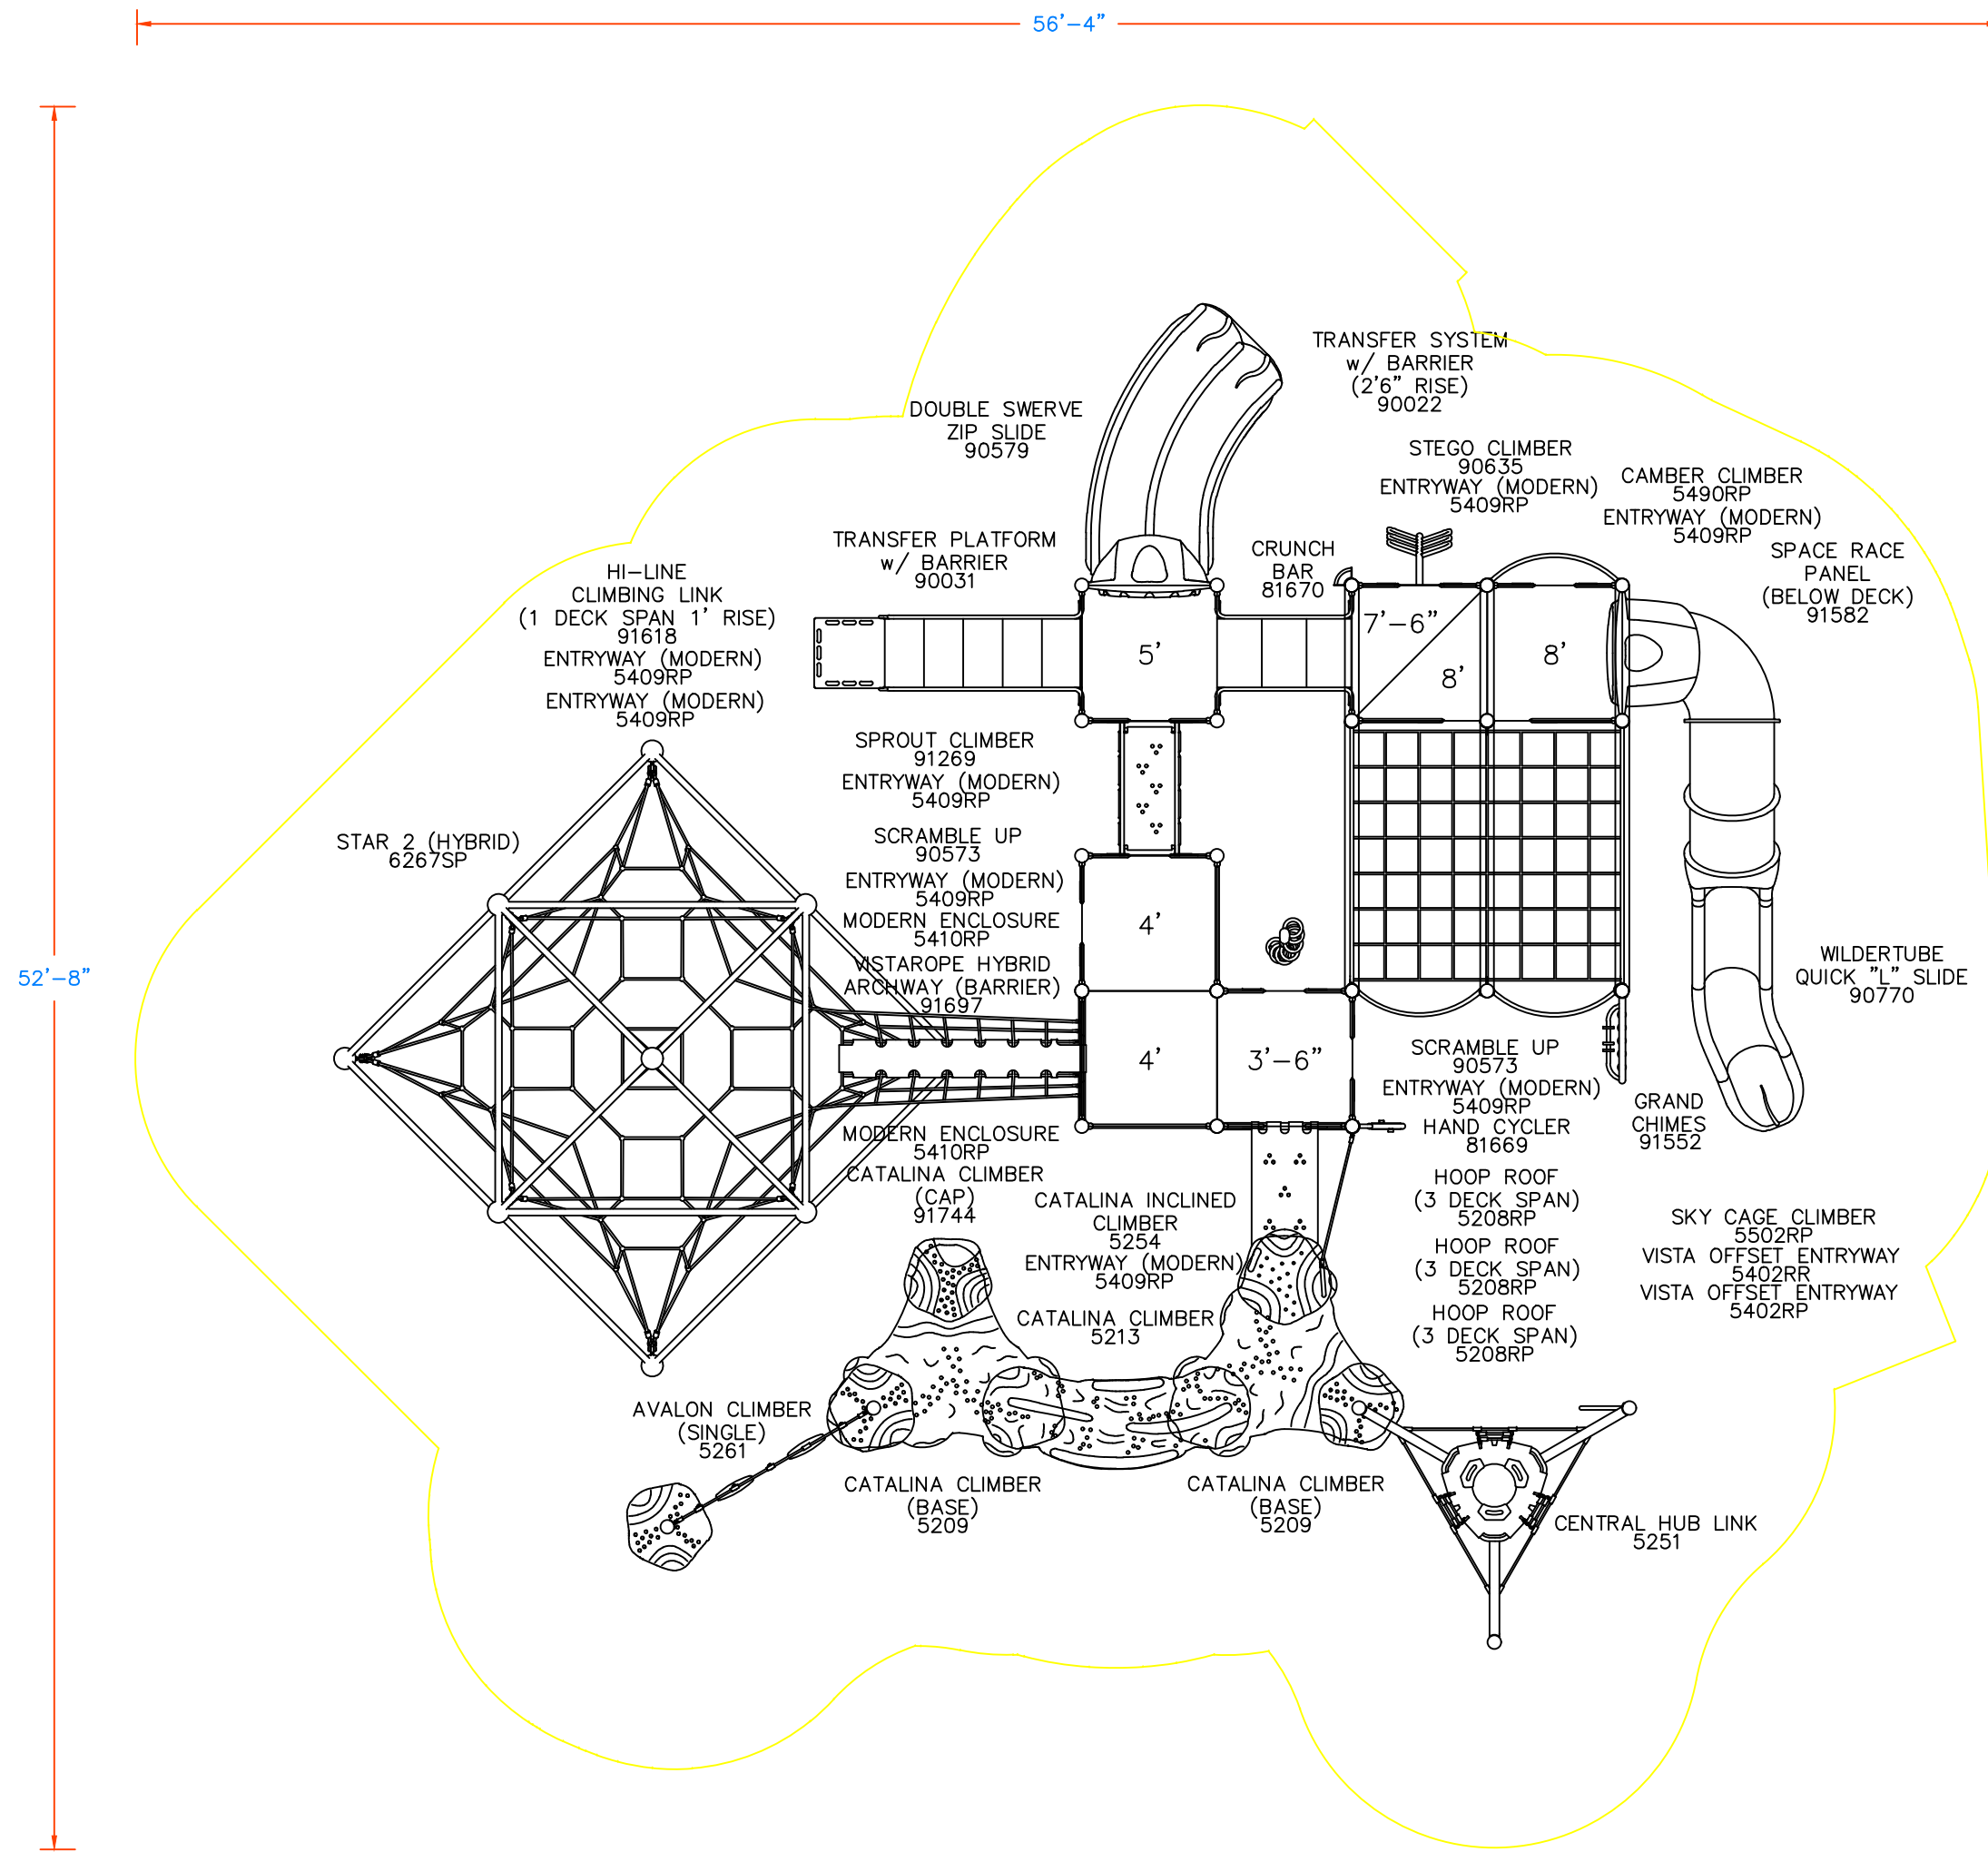 56'-4"
52'-8"
TRANSFER SYSTEM
w/ BARRIER
(2'6" RISE)
90022
DOUBLE SWERVE
ZIP SLIDE
90579
STEGO CLIMBER
90635
ENTRYWAY (MODERN)
5409RP
CAMBER CLIMBER
5490RP
ENTRYWAY (MODERN)
5409RP
TRANSFER PLATFORM
w/ BARRIER
90031
CRUNCH
BAR
81670
SPACE RACE
PANEL
(BELOW DECK)
91582
HI-LINE
CLIMBING LINK
(1 DECK SPAN 1' RISE)
91618
ENTRYWAY (MODERN)
5409RP
ENTRYWAY (MODERN)
5409RP
5'
7'-6"
8'
8'
SPROUT CLIMBER
91269
ENTRYWAY (MODERN)
5409RP
STAR 2 (HYBRID)
6267SP
SCRAMBLE UP
90573
ENTRYWAY (MODERN)
5409RP
MODERN ENCLOSURE
5410RP
VISTAROPE HYBRID
ARCHWAY (BARRIER)
91697
4'
4'
3'-6"
WILDERTUBE
QUICK "L" SLIDE
90770
SCRAMBLE UP
90573
ENTRYWAY (MODERN)
5409RP
HAND CYCLER
81669
GRAND
CHIMES
91552
MODERN ENCLOSURE
5410RP
CATALINA CLIMBER
(CAP)
91744
CATALINA INCLINED
CLIMBER
5254
ENTRYWAY (MODERN)
5409RP
HOOP ROOF
(3 DECK SPAN)
5208RP
HOOP ROOF
(3 DECK SPAN)
5208RP
HOOP ROOF
(3 DECK SPAN)
5208RP
SKY CAGE CLIMBER
5502RP
VISTA OFFSET ENTRYWAY
5402RR
VISTA OFFSET ENTRYWAY
5402RP
CATALINA CLIMBER
5213
AVALON CLIMBER
(SINGLE)
5261
CATALINA CLIMBER
(BASE)
5209
CATALINA CLIMBER
(BASE)
5209
CENTRAL HUB LINK
5251